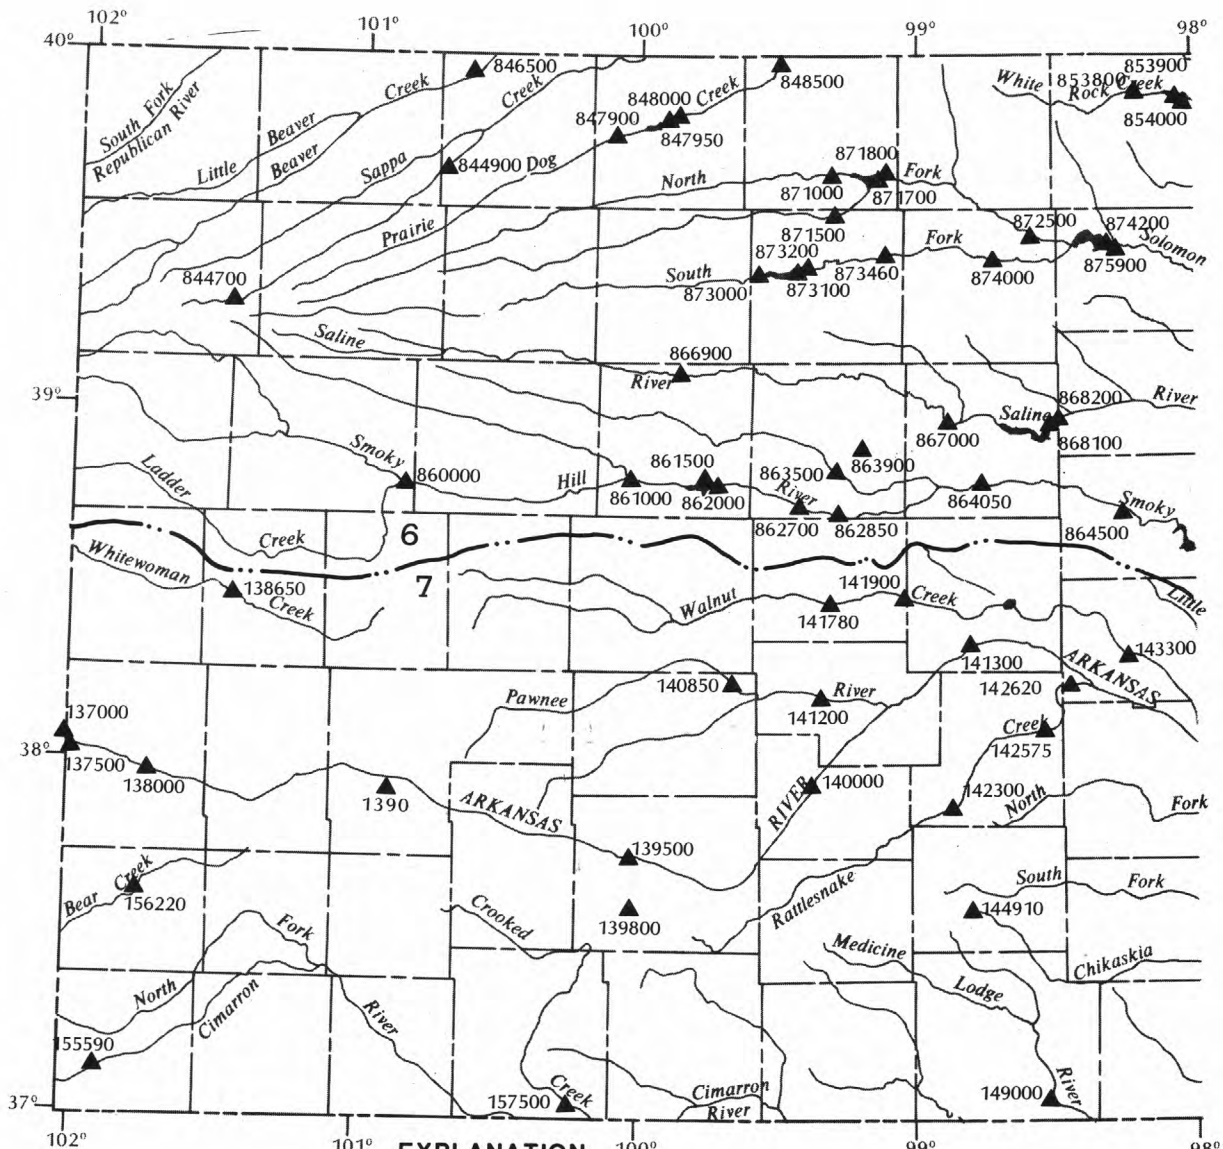 102°
101°
100°
99°
98°
40°
846500
848500
853900
853800
White Rock Creek
854000
South Fork
Republican River
Creek
Creek
Creek
848000
847900
847950
Little
Beaver
Beaver
Sappa
844900
Dog
871800
North
Fork
871000
871700
Prairie
872500
874200
871500
Fork
Solomon
873200
844700
South
873460
874000
875900
873000
873100
Saline
866900
River
39°
868200
River
Saline
867000
868100
Smoky
863900
Ladder
860000
861500
863500
Hill
River
861000
862000
864050
Smoky
862700
862850
864500
Creek
6
Whitewoman
7
138650
141900
Creek
Walnut
Creek
Little
141780
143300
141300
ARKANSAS
140850
River
142620
Pawnee
137000
141200
Creek
38°
137500
142575
138000
140000
1390
142300
ARKANSAS
RIVER
North
Fork
139500
Creek
South
Fork
Bear
156220
Rattlesnake
Crooked
139800
144910
Fork
Medicine
Chikaskia
North
Lodge
Cimarron
River
155590
River
Creek
Cimarron
157500
River
149000
37°
102°
101°
100°
99°
98°
EXPLANATION